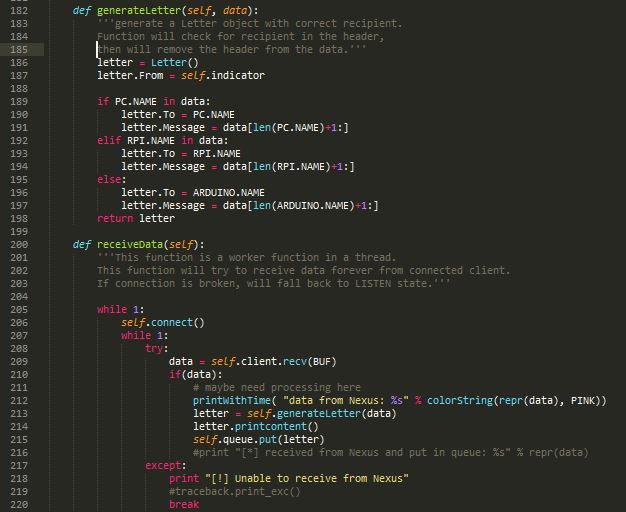 182 def generateLetter(self, data):
183 '''generate a Letter object with correct recipient.
184 Function will check for recipient in the header,
185 then will remove the header from the data.'''
186 letter = Letter()
187 letter.From = self.indicator
188
189 if PC.NAME in data:
190 letter.To = PC.NAME
191 letter.Message = data[len(PC.NAME)+1:]
192 elif RPI.NAME in data:
193 letter.To = RPI.NAME
194 letter.Message = data[len(RPI.NAME)+1:]
195 else:
196 letter.To = ARDUINO.NAME
197 letter.Message = data[len(ARDUINO.NAME)+1:]
198 return letter
199
200 def receiveData(self):
201 '''This function is a worker function in a thread.
202 This function will try to receive data forever from connected client.
203 If connection is broken, will fall back to LISTEN state.'''
204
205 while 1:
206 self.connect()
207 while 1:
208 try:
209 data = self.client.recv(BUF)
210 if(data):
211 # maybe need processing here
212 printWithTime( "data from Nexus: %s" % colorString(repr(data), PINK))
213 letter = self.generateLetter(data)
214 letter.printcontent()
215 self.queue.put(letter)
216 #print "[*] received from Nexus and put in queue: %s" % repr(data)
217 except:
218 print "[!] Unable to receive from Nexus"
219 #traceback.print_exc()
220 break